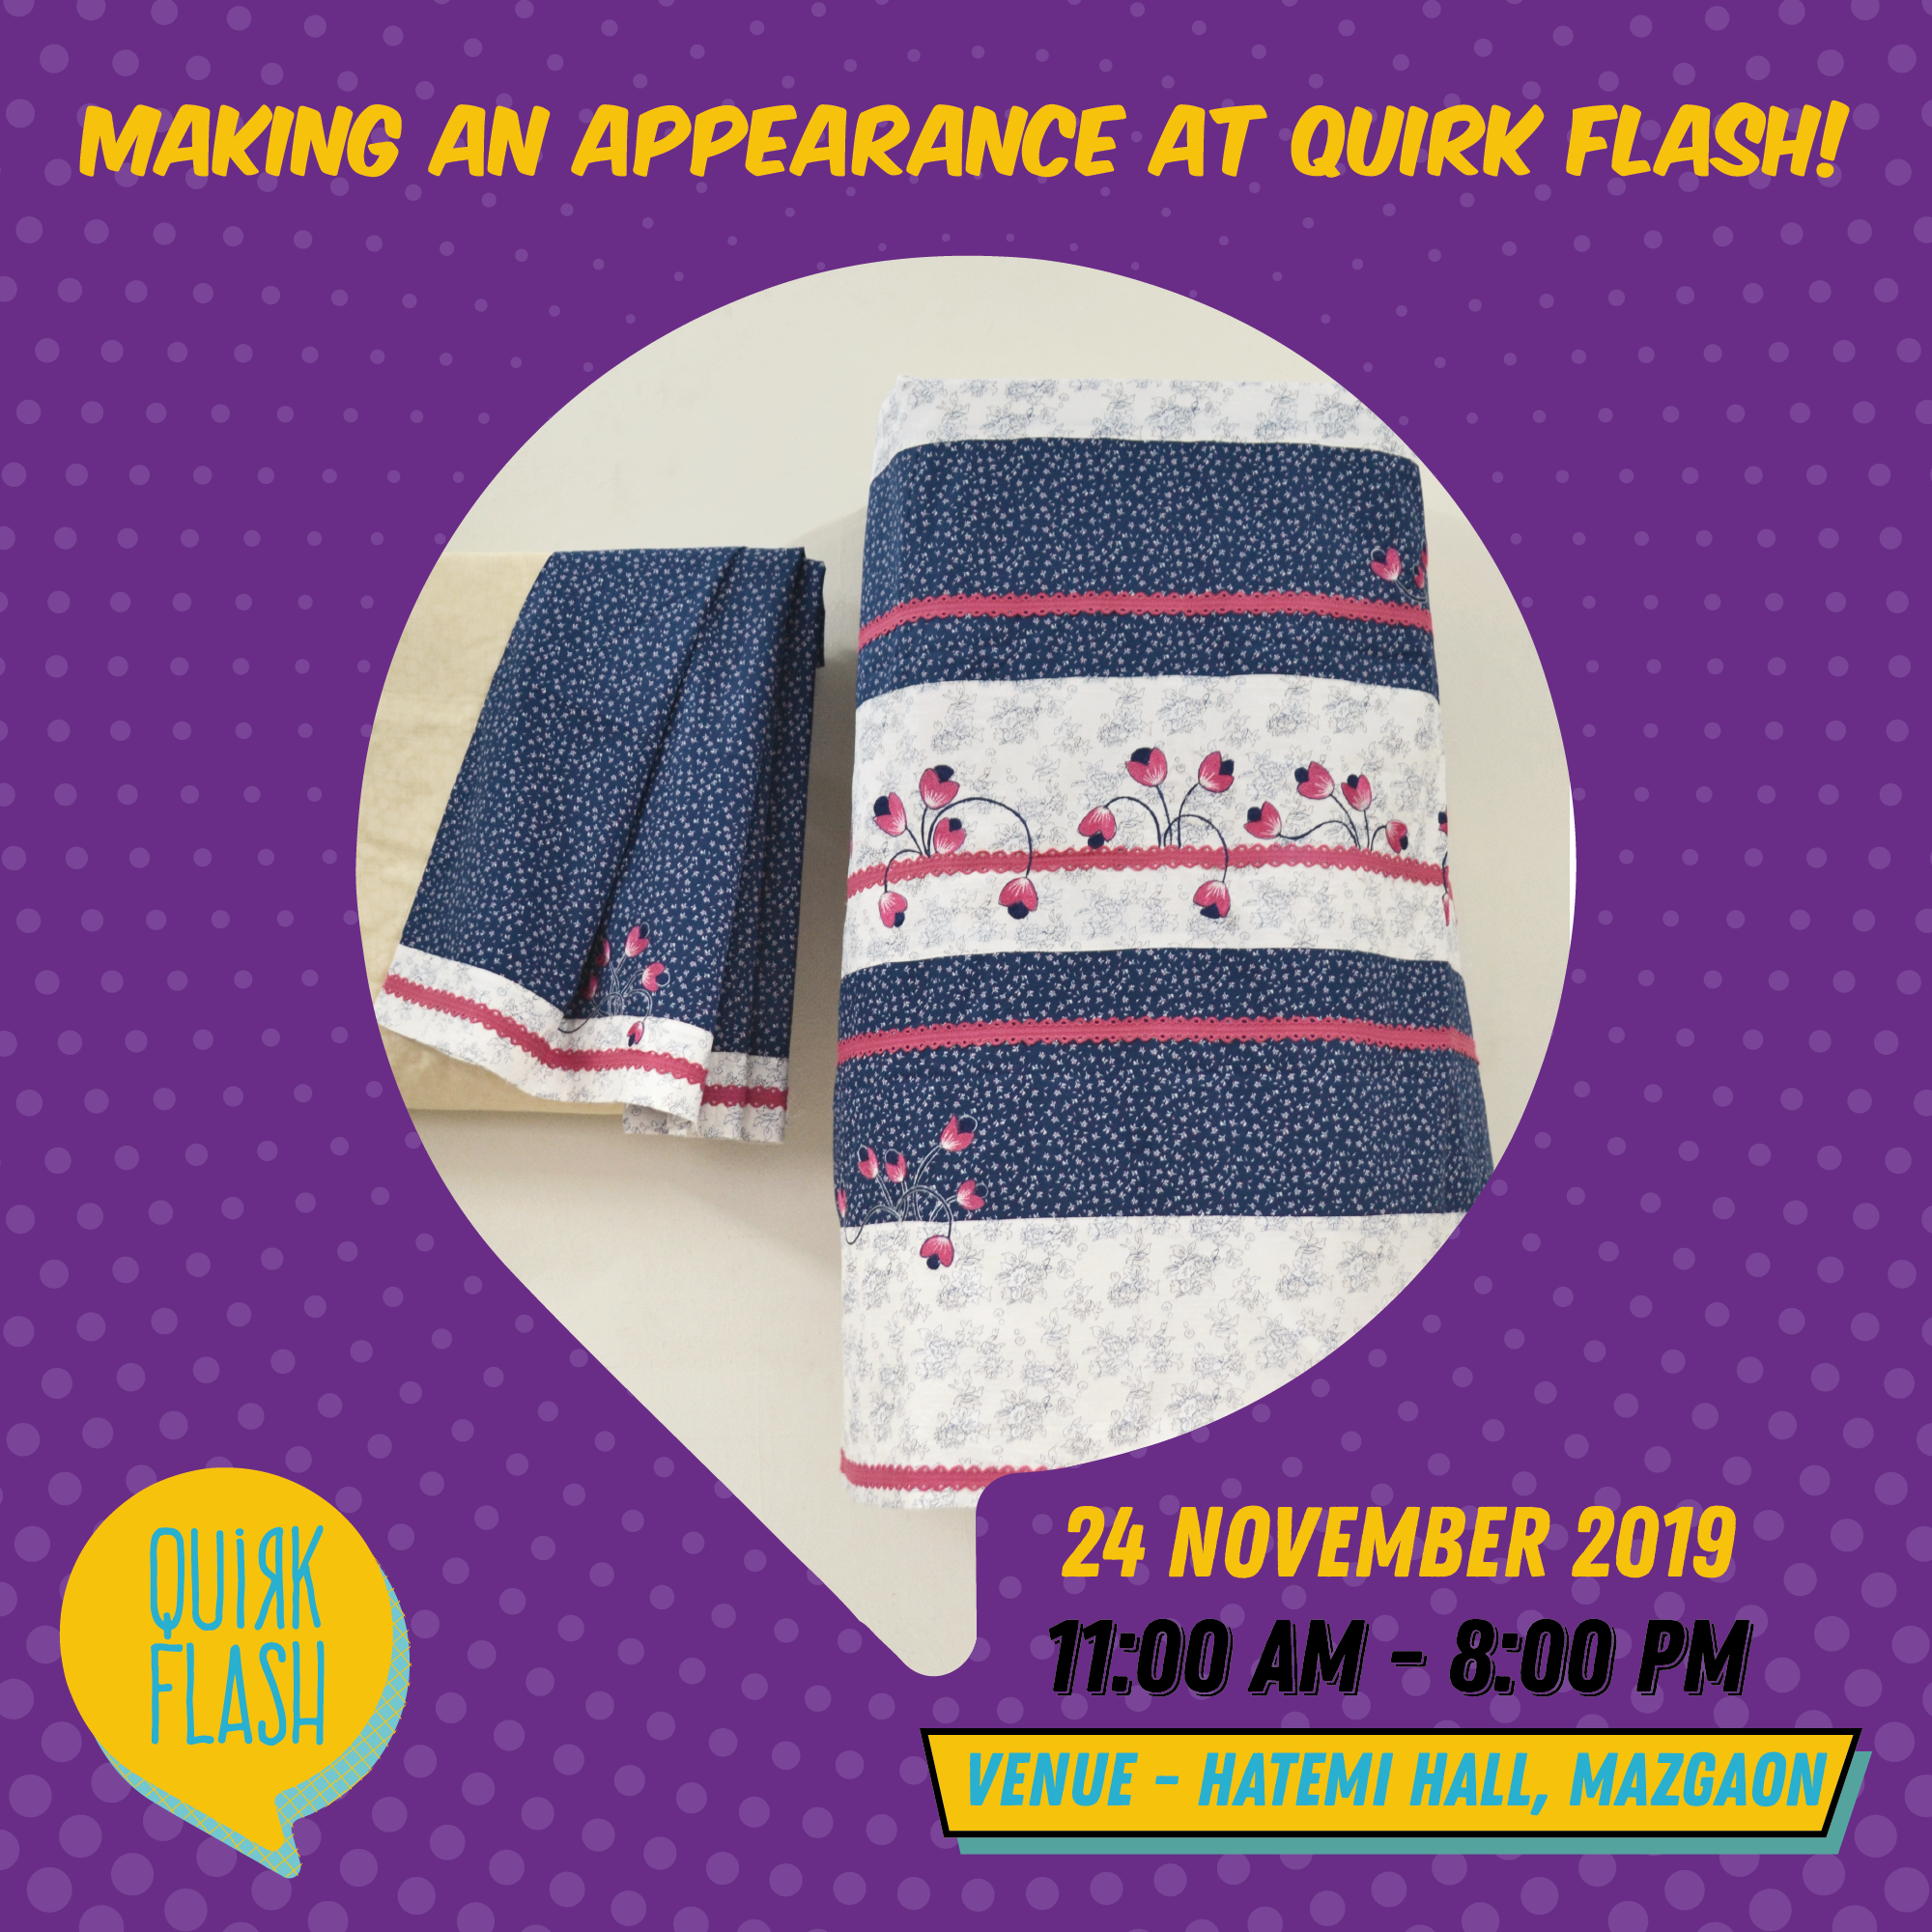 MAKING AN APPEARANCE AT QUIRK FLASH!
24 NOVEMBER 2019
11:00 AM - 8:00 PM
VENUE - HATEMI HALL, MAZGAON
QUIRK
FLASH